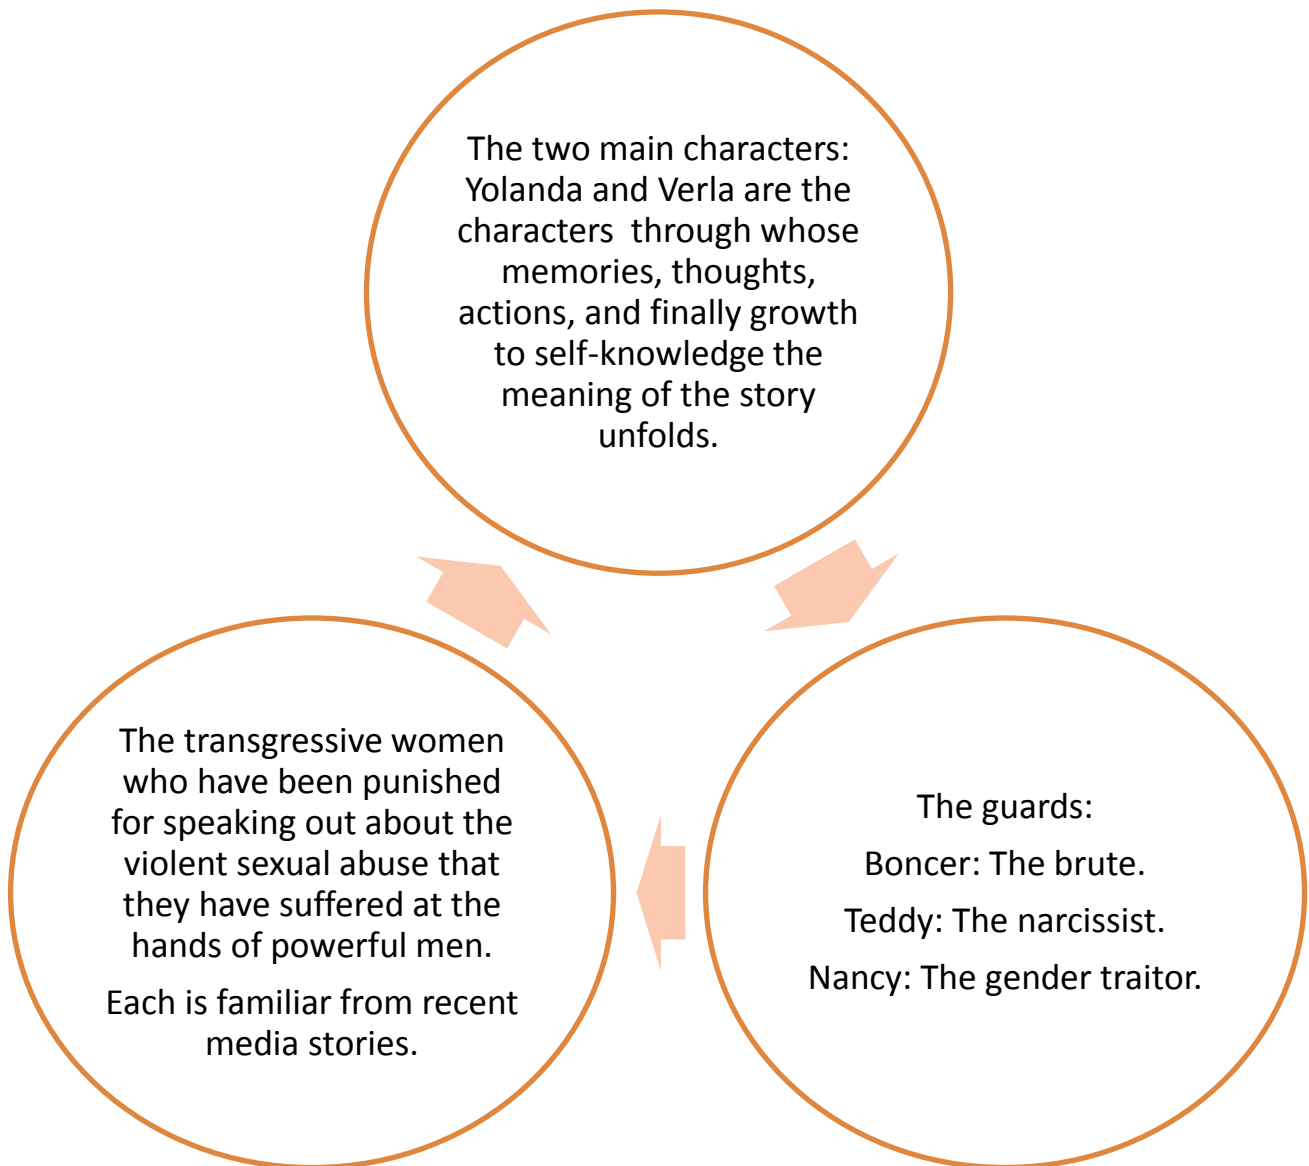 The two main characters:
Yolanda and Verla are the
characters  through whose
memories, thoughts,
actions, and finally growth
to self-knowledge the
meaning of the story
unfolds.
The guards:
Boncer: The brute.
Teddy: The narcissist.
Nancy: The gender traitor.
The transgressive women
who have been punished
for speaking out about the
violent sexual abuse that
they have suffered at the
hands of powerful men.
Each is familiar from recent
media stories.